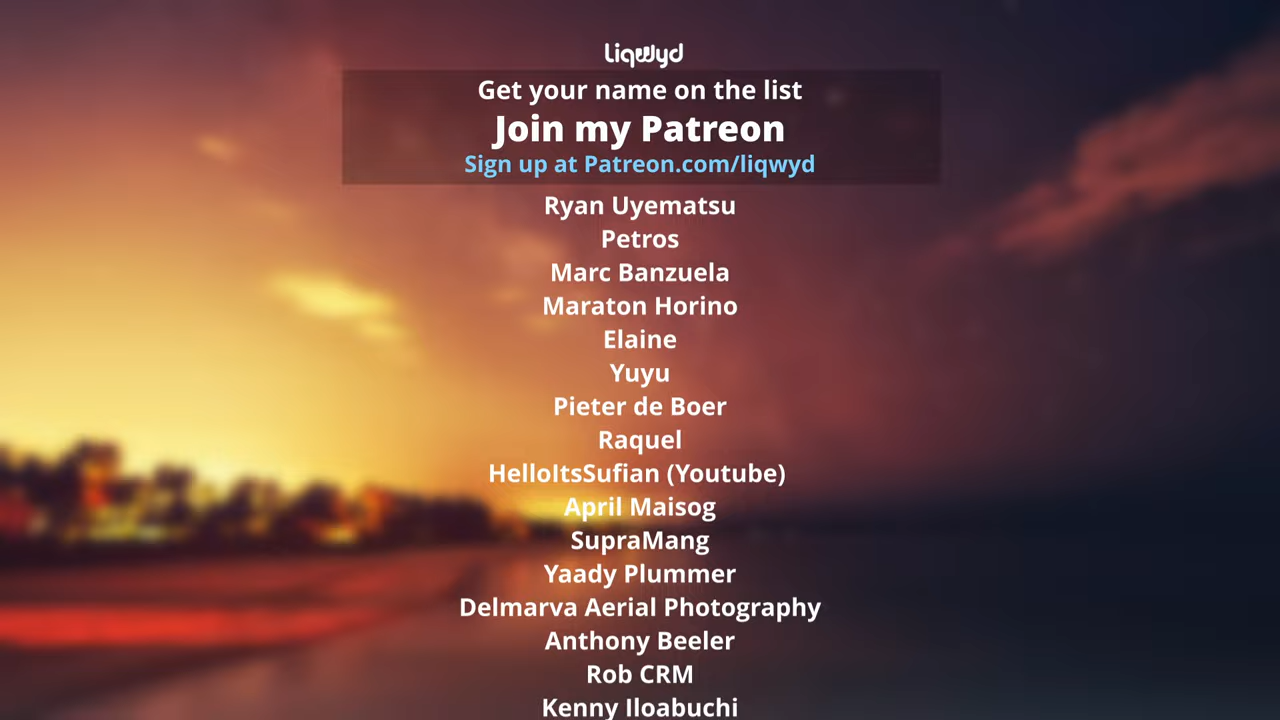 Liqwyd
Get your name on the list
Join my Patreon
Sign up at Patreon.com/liqwyd
Ryan Uyematsu
Petros
Marc Banzuela
Maraton Horino
Elaine
Yuyu
Pieter de Boer
Raquel
HelloItsSufian (Youtube)
April Maisog
SupraMang
Yaady Plummer
Delmarva Aerial Photography
Anthony Beeler
Rob CRM
Kenny Iloabuchi